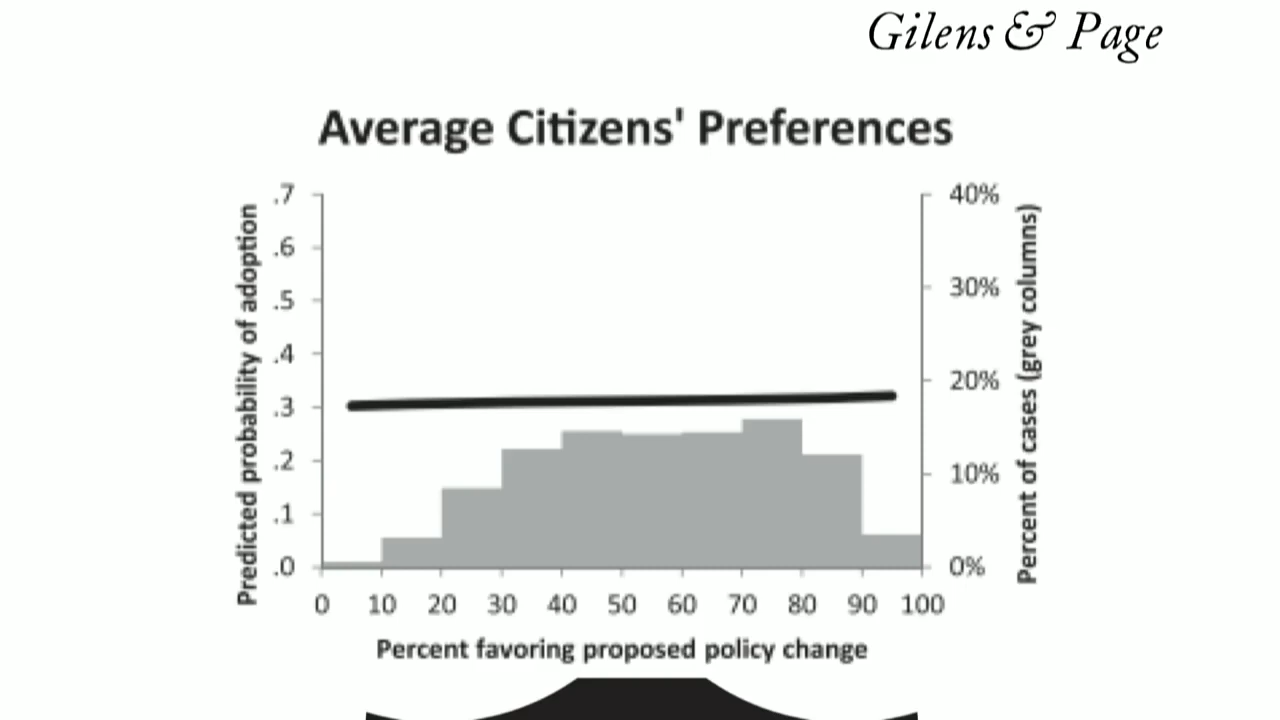 Gilens & Page
Average Citizens' Preferences
Predicted probability of adoption
.7
.6
.5
.4
.3
.2
.1
.0
40%
30%
20%
10%
0%
Percent of cases (grey columns)
0 10 20 30 40 50 60 70 80 90 100
Percent favoring proposed policy change